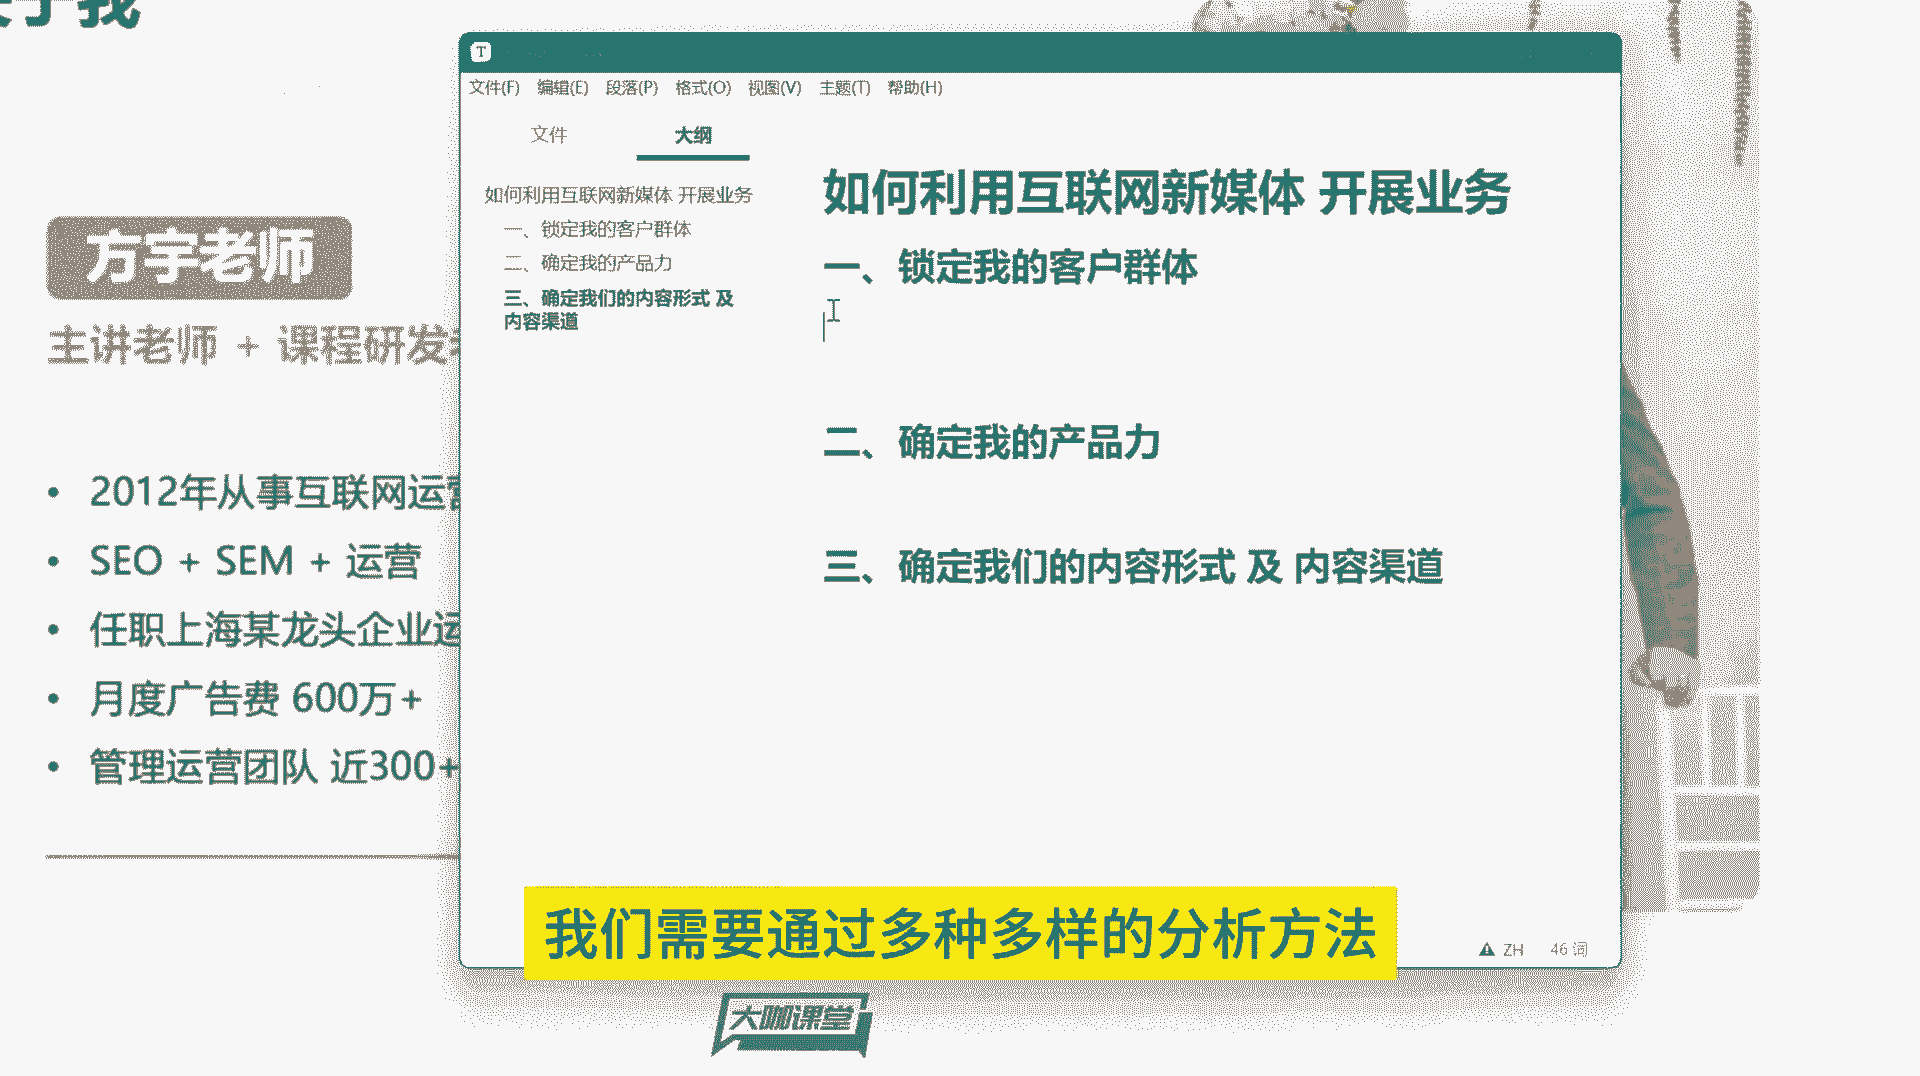 方宇老师
主讲老师 + 课程研发
2012年从事互联网运营
SEO + SEM + 运营
任职上海某龙头企业运
月度广告费 600万+
管理运营团队 近300+
T
文件(F) 编辑(E) 段落(P) 格式(O) 视图(V) 主题(T) 帮助(H)
文件 大纲
如何利用互联网新媒体 开展业务
一、锁定我的客户群体
二、确定我的产品力
三、确定我们的内容形式 及
内容渠道
如何利用互联网新媒体 开展业务
一、锁定我的客户群体
二、确定我的产品力
三、确定我们的内容形式 及 内容渠道
ZH 46 词
我们需要通过多种多样的分析方法
大咖课堂